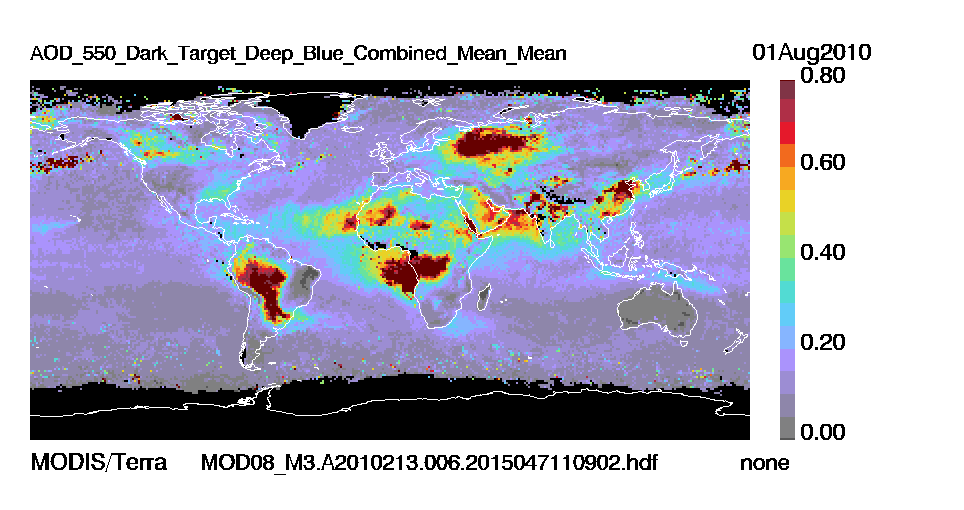 AOD_550_Dark_Target_Deep_Blue_Combined_Mean_Mean 01Aug2010
0.80
0.60
0.40
0.20
0.00
MODIS/Terra MOD08_M3.A2010213.006.2015047110902.hdf none